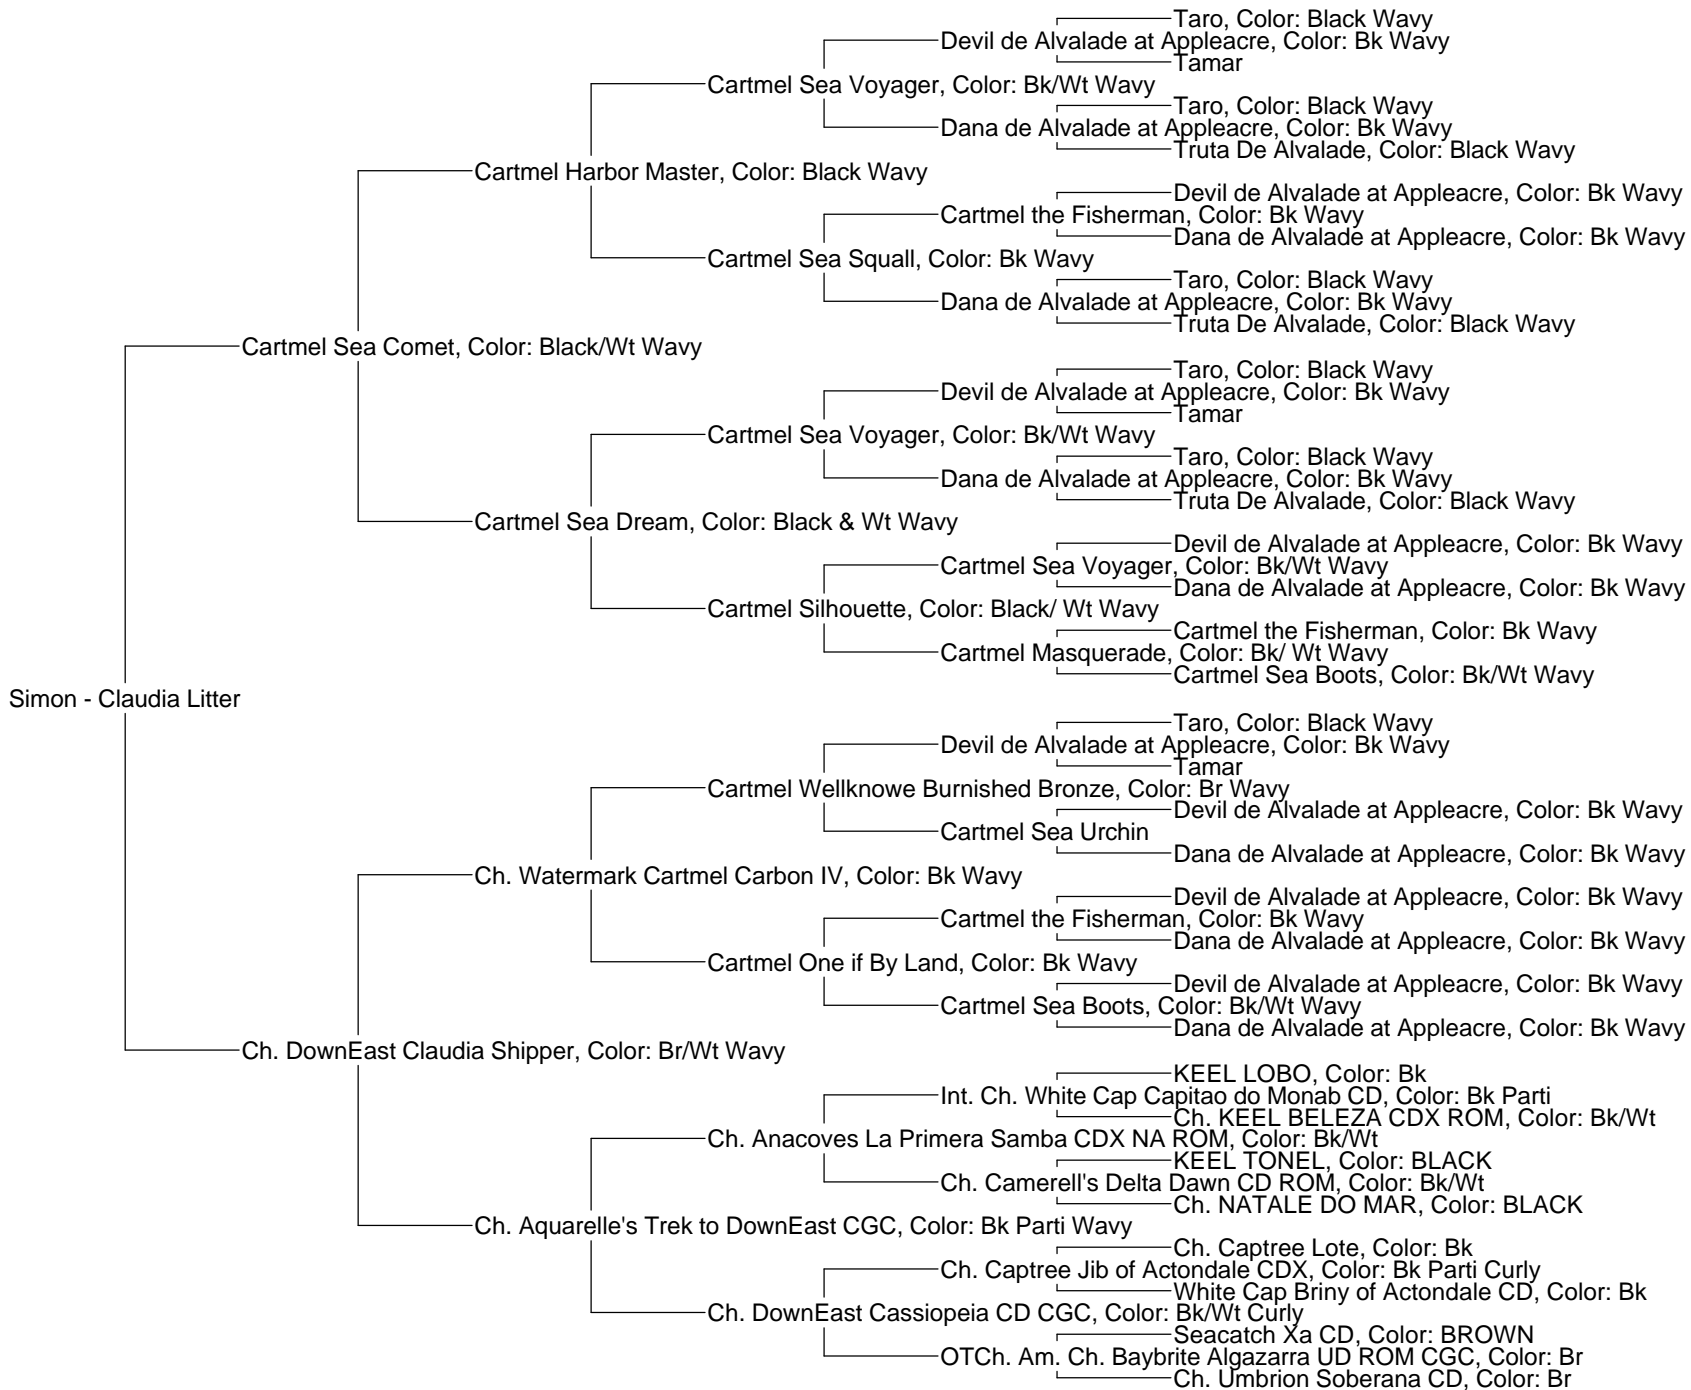 Taro, Color: Black Wavy
Devil de Alvalade at Appleacre, Color: Bk Wavy
Tamar
Cartmel Sea Voyager, Color: Bk/Wt Wavy
Taro, Color: Black Wavy
Dana de Alvalade at Appleacre, Color: Bk Wavy
Truta De Alvalade, Color: Black Wavy
Cartmel Harbor Master, Color: Black Wavy
Devil de Alvalade at Appleacre, Color: Bk Wavy
Cartmel the Fisherman, Color: Bk Wavy
Dana de Alvalade at Appleacre, Color: Bk Wavy
Cartmel Sea Squall, Color: Bk Wavy
Taro, Color: Black Wavy
Dana de Alvalade at Appleacre, Color: Bk Wavy
Truta De Alvalade, Color: Black Wavy
Cartmel Sea Comet, Color: Black/Wt Wavy
Taro, Color: Black Wavy
Devil de Alvalade at Appleacre, Color: Bk Wavy
Tamar
Cartmel Sea Voyager, Color: Bk/Wt Wavy
Taro, Color: Black Wavy
Dana de Alvalade at Appleacre, Color: Bk Wavy
Truta De Alvalade, Color: Black Wavy
Cartmel Sea Dream, Color: Black & Wt Wavy
Devil de Alvalade at Appleacre, Color: Bk Wavy
Cartmel Sea Voyager, Color: Bk/Wt Wavy
Dana de Alvalade at Appleacre, Color: Bk Wavy
Cartmel Silhouette, Color: Black/ Wt Wavy
Cartmel the Fisherman, Color: Bk Wavy
Cartmel Masquerade, Color: Bk/ Wt Wavy
Cartmel Sea Boots, Color: Bk/Wt Wavy
Simon - Claudia Litter
Taro, Color: Black Wavy
Devil de Alvalade at Appleacre, Color: Bk Wavy
Tamar
Cartmel Wellknowe Burnished Bronze, Color: Br Wavy
Devil de Alvalade at Appleacre, Color: Bk Wavy
Cartmel Sea Urchin
Dana de Alvalade at Appleacre, Color: Bk Wavy
Ch. Watermark Cartmel Carbon IV, Color: Bk Wavy
Devil de Alvalade at Appleacre, Color: Bk Wavy
Cartmel the Fisherman, Color: Bk Wavy
Dana de Alvalade at Appleacre, Color: Bk Wavy
Cartmel One if By Land, Color: Bk Wavy
Devil de Alvalade at Appleacre, Color: Bk Wavy
Cartmel Sea Boots, Color: Bk/Wt Wavy
Dana de Alvalade at Appleacre, Color: Bk Wavy
Ch. DownEast Claudia Shipper, Color: Br/Wt Wavy
KEEL LOBO, Color: Bk
Int. Ch. White Cap Capitao do Monab CD, Color: Bk Parti
Ch. KEEL BELEZA CDX ROM, Color: Bk/Wt
Ch. Anacoves La Primera Samba CDX NA ROM, Color: Bk/Wt
KEEL TONEL, Color: BLACK
Ch. Camerell's Delta Dawn CD ROM, Color: Bk/Wt
Ch. NATALE DO MAR, Color: BLACK
Ch. Aquarelle's Trek to DownEast CGC, Color: Bk Parti Wavy
Ch. Captree Lote, Color: Bk
Ch. Captree Jib of Actondale CDX, Color: Bk Parti Curly
White Cap Briny of Actondale CD, Color: Bk
Ch. DownEast Cassiopeia CD CGC, Color: Bk/Wt Curly
Seacatch Xa CD, Color: BROWN
OTCh. Am. Ch. Baybrite Algazarra UD ROM CGC, Color: Br
Ch. Umbrion Soberana CD, Color: Br